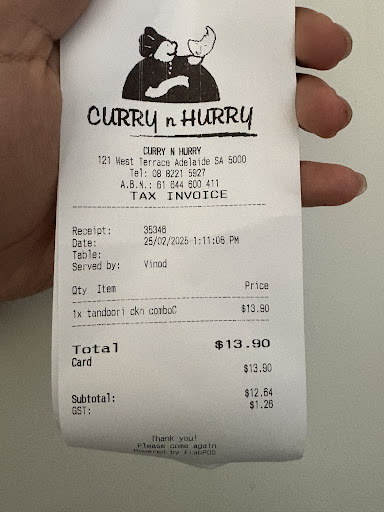 CURRY n HURRY
CURRY N HURRY
121 West Terrace Adelaide SA 5000
Tel: 08 8221 5927
A.B.N.: 61 644 600 411
TAX INVOICE
Receipt: 35346
Date: 25/02/2025 1:11:06 PM
Table:
Served by: Vinod
Qty Item Price
1x tandoori ckn comboC $13.90
Total $13.90
Card $13.90
Subtotal: $12.64
GST: $1.26
Thank you!
Please come again
Powered by FrabPOS